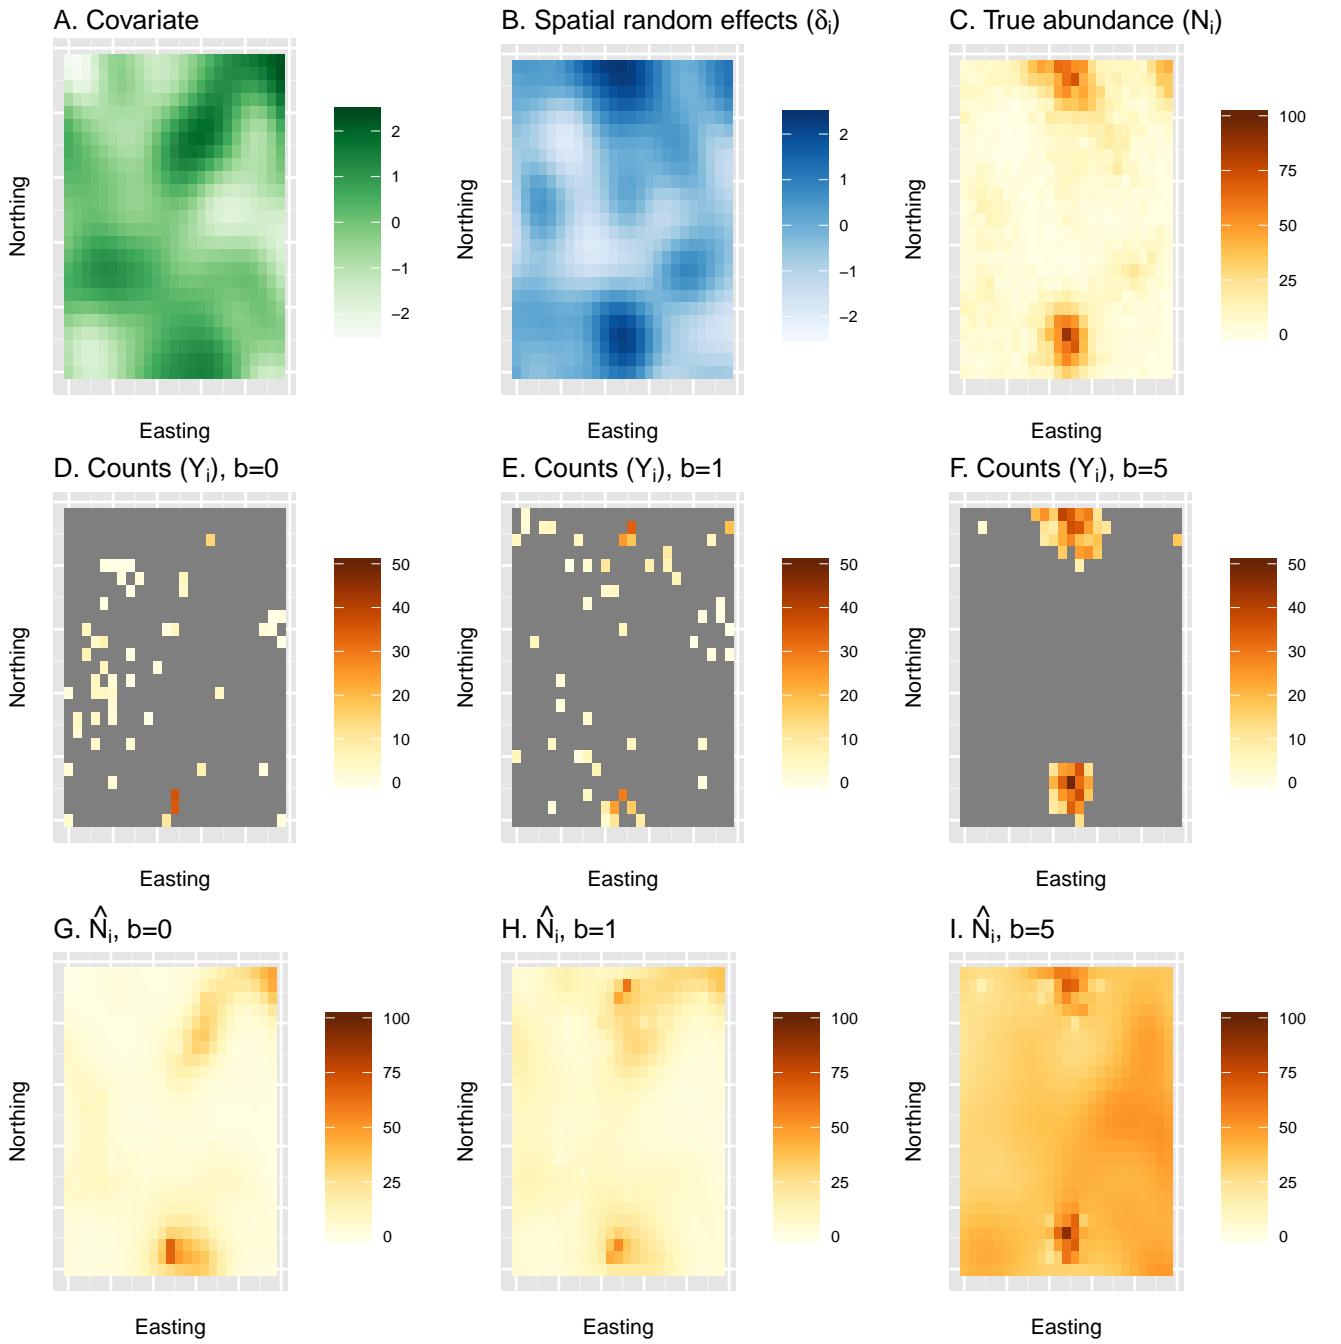 A. Covariate
Northing
2
1
0
−1
−2
Easting
B. Spatial random effects (δi)
Northing
2
1
0
−1
−2
Easting
C. True abundance (Ni)
Northing
100
75
50
25
0
Easting
D. Counts (Yi), b=0
Northing
50
40
30
20
10
0
Easting
E. Counts (Yi), b=1
Northing
50
40
30
20
10
0
Easting
F. Counts (Yi), b=5
Northing
50
40
30
20
10
0
Easting
G. N̂i, b=0
Northing
100
75
50
25
0
Easting
H. N̂i, b=1
Northing
100
75
50
25
0
Easting
I. N̂i, b=5
Northing
100
75
50
25
0
Easting